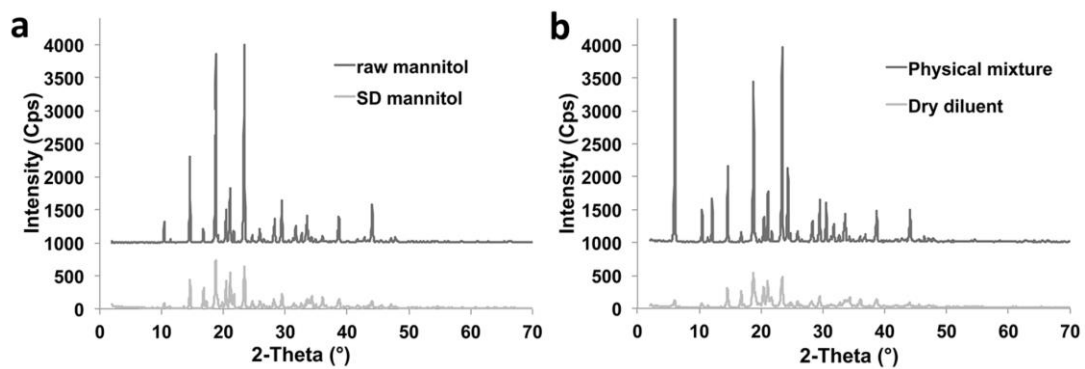 a
4000
3500
3000
2500
2000
1500
1000
500
0
Intensity (Cps)
raw mannitol
SD mannitol
0 10 20 30 40 50 60 70
2-Theta (°)
b
4000
3500
3000
2500
2000
1500
1000
500
0
Intensity (Cps)
Physical mixture
Dry diluent
0 10 20 30 40 50 60 70
2-Theta (°)